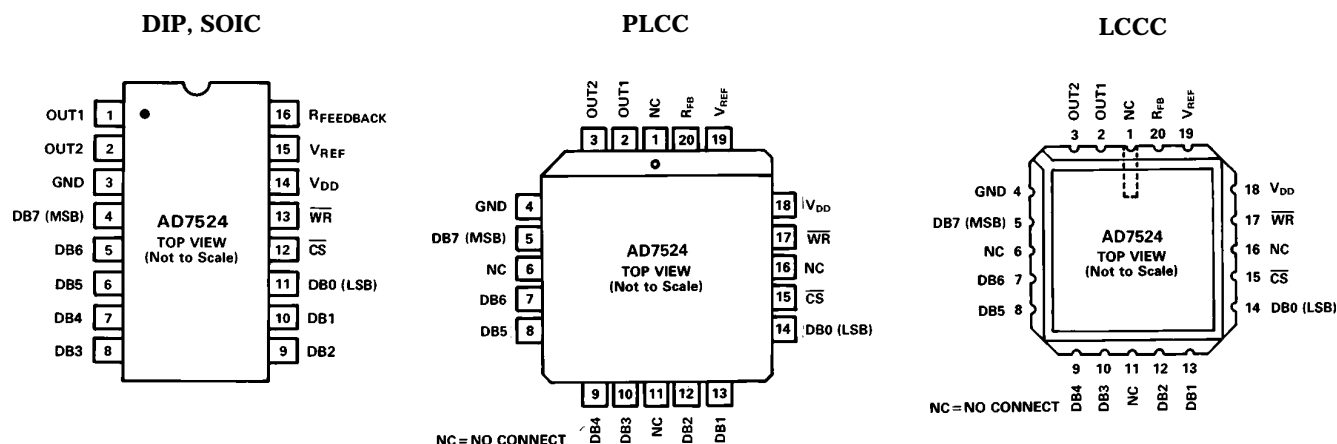 DIP, SOIC
OUT1 1
OUT2 2
GND 3
DB7 (MSB) 4
DB6 5
DB5 6
DB4 7
DB3 8
16 RFEEDBACK
15 VREF
14 VDD
13 WR
12 CS
11 DB0 (LSB)
10 DB1
9 DB2
AD7524
TOP VIEW
(Not to Scale)
PLCC
OUT2
OUT1
NC
RFB
VREF
3 2 1 20 19
GND 4
DB7 (MSB) 5
NC 6
DB6 7
DB5 8
18 VDD
17 WR
16 NC
15 CS
14 DB0 (LSB)
AD7524
TOP VIEW
(Not to Scale)
9 10 11 12 13
DB4
DB3
NC
DB2
DB1
NC = NO CONNECT
LCCC
OUT2
OUT1
NC
RFB
VREF
3 2 1 20 19
GND 4
DB7 (MSB) 5
NC 6
DB6 7
DB5 8
18 VDD
17 WR
16 NC
15 CS
14 DB0 (LSB)
AD7524
TOP VIEW
(Not to Scale)
9 10 11 12 13
DB4
DB3
NC
DB2
DB1
NC = NO CONNECT